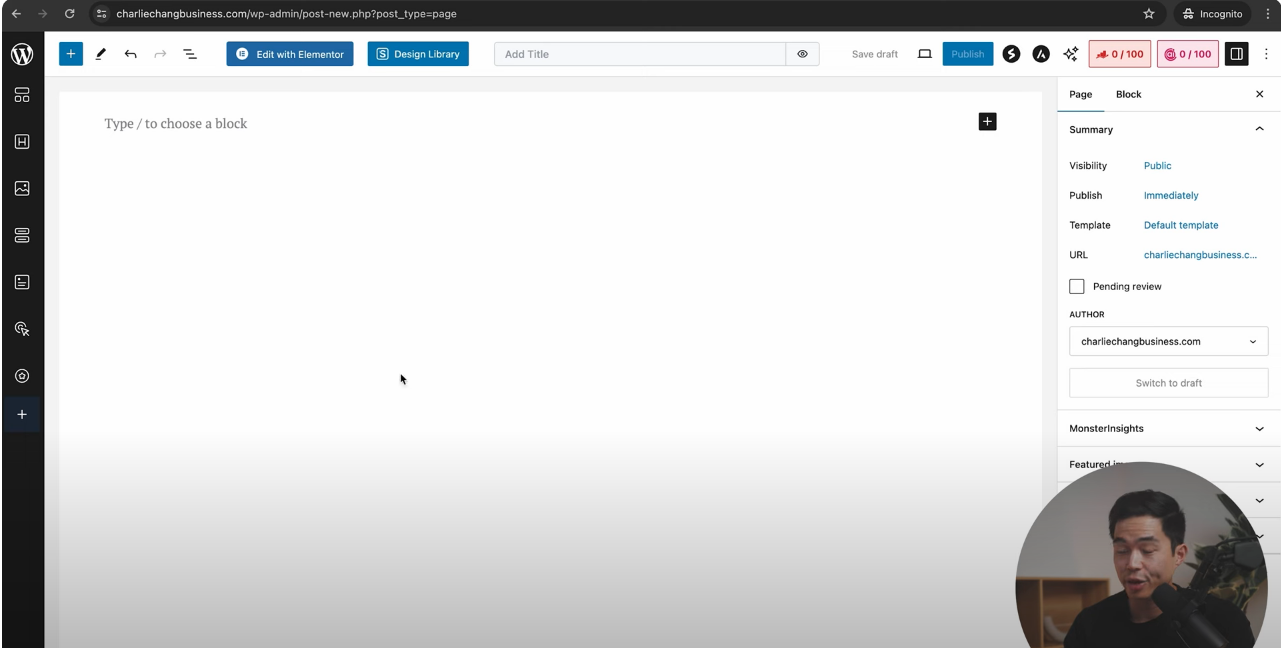 charliechangbusiness.com/wp-admin/post-new.php?post_type=page
Incognito
Edit with Elementor
Design Library
Add Title
Save draft
Publish
0 / 100
0 / 100
Type / to choose a block
Page
Block
Summary
Visibility
Public
Publish
Immediately
Template
Default template
URL
charliechangbusiness.c...
Pending review
AUTHOR
charliechangbusiness.com
Switch to draft
MonsterInsights
Featured